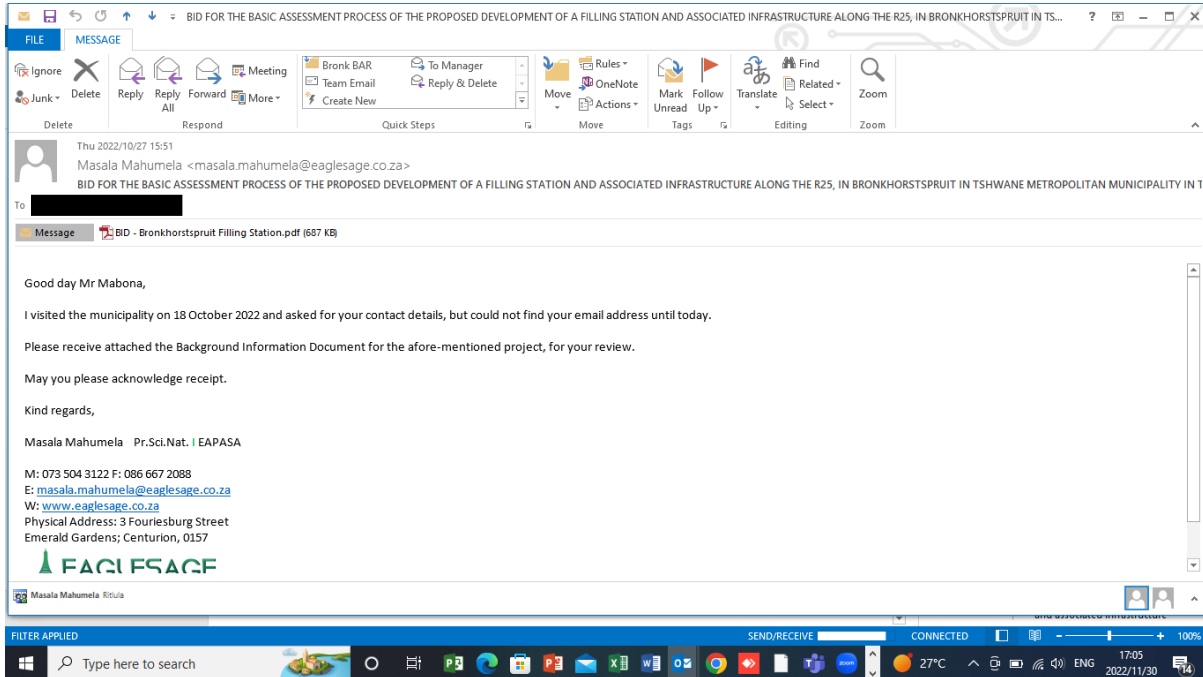 BID FOR THE BASIC ASSESSMENT PROCESS OF THE PROPOSED DEVELOPMENT OF A FILLING STATION AND ASSOCIATED INFRASTRUCTURE ALONG THE R25, IN BRONKHORSTSPRUIT IN TS... ?
FILE MESSAGE
Ignore
Junk
Delete
Reply
Reply All
Forward
Meeting
More
Bronk BAR
Team Email
Create New
To Manager
Reply & Delete
Move
Rules
OneNote
Actions
Mark Unread
Follow Up
Translate
Find
Related
Select
Zoom
Delete Respond Quick Steps Move Tags Editing Zoom
Thu 2022/10/27 15:51
Masala Mahumela <masala.mahumela@eaglesage.co.za>
BID FOR THE BASIC ASSESSMENT PROCESS OF THE PROPOSED DEVELOPMENT OF A FILLING STATION AND ASSOCIATED INFRASTRUCTURE ALONG THE R25, IN BRONKHORSTSPRUIT IN TSHWANE METROPOLITAN MUNICIPALITY IN T
To
Message BID - Bronkhorstspruit Filling Station.pdf (687 KB)
Good day Mr Mabona,
I visited the municipality on 18 October 2022 and asked for your contact details, but could not find your email address until today.
Please receive attached the Background Information Document for the afore-mentioned project, for your review.
May you please acknowledge receipt.
Kind regards,
Masala Mahumela Pr.Sci.Nat. I EAPASA
M: 073 504 3122 F: 086 667 2088
E: masala.mahumela@eaglesage.co.za
W: www.eaglesage.co.za
Physical Address: 3 Fouriesburg Street
Emerald Gardens; Centurion, 0157
EAGLESAGE
Masala Mahumela Ritlula
and associated infrastructure
FILTER APPLIED SEND/RECEIVE CONNECTED 100%
Type here to search 27°C ENG 17:05
2022/11/30 14